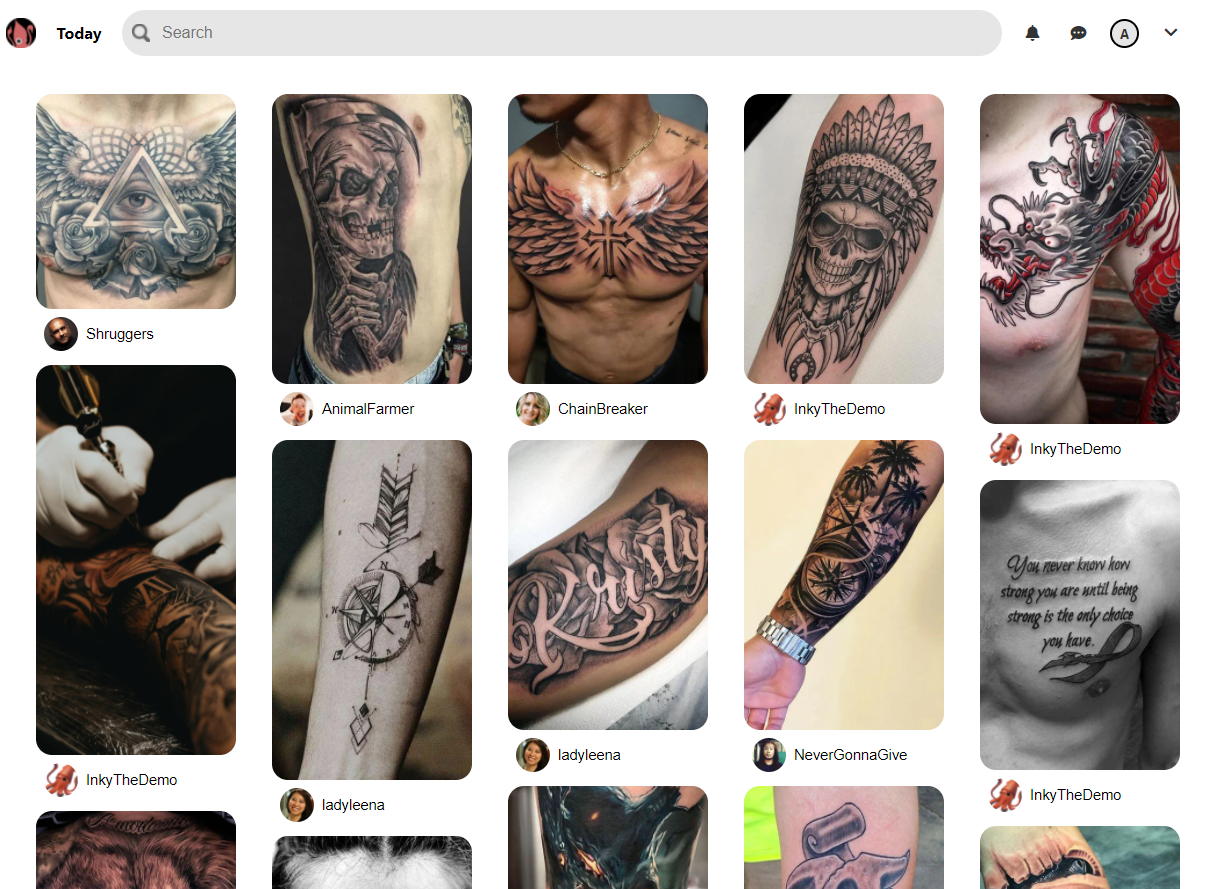 Today
Search
A
Shruggers
AnimalFarmer
ChainBreaker
InkyTheDemo
InkyTheDemo
InkyTheDemo
N
ladyleena
Kristy
ladyleena
NeverGonnaGive
You never know how
strong you are until being
strong is the only choice
you have.
InkyTheDemo